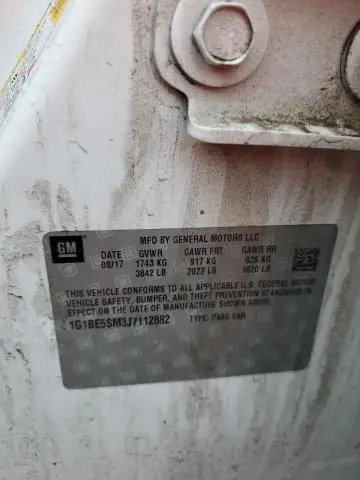 GM
MFD BY GENERAL MOTORS LLC
DATE GVWR GAWR FRT GAWR RR
08/17 1743 KG 917 KG 826 KG
3842 LB 2022 LB 1820 LB
THIS VEHICLE CONFORMS TO ALL APPLICABLE U.S. FEDERAL MOTOR
VEHICLE SAFETY, BUMPER, AND THEFT PREVENTION STANDARDS
IN EFFECT ON THE DATE OF MANUFACTURE SHOWN ABOVE.
1G1BE5SM3J7112882 TYPE: PASS CAR